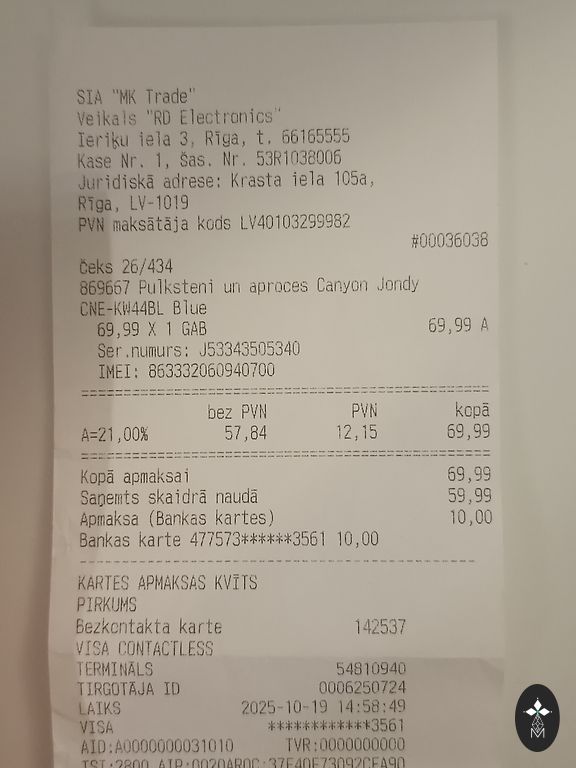 SIA "MK Trade"
Veikals "RD Electronics"
Ieriķu iela 3, Rīga, t. 66165555
Kase Nr. 1, Šas. Nr. 53R1038006
Juridiskā adrese: Krasta iela 105a,
Rīga, LV-1019
PVN maksātāja kods LV40103299982
#00036038
Čeks 26/434
869667 Pulksteņi un aproces Canyon Jondy
CNE-KW44BL Blue
69,99 X 1 GAB 69,99 A
Ser.numurs: J53343505340
IMEI: 863332060940700
bez PVN PVN kopā
A=21,00% 57,84 12,15 69,99
Kopā apmaksai 69,99
Saņemts skaidrā naudā 59,99
Apmaksa (Bankas kartes) 10,00
Bankas karte 477573******3561 10,00
KARTES APMAKSAS KVĪTS
PIRKUMS
Bezkontakta karte 142537
VISA CONTACTLESS
TERMINĀLS 54810940
TIRGOTĀJA ID 0006250724
LAIKS 2025-10-19 14:58:49
VISA ************3561
AID:A0000000031010 TVR:0000000000
TSI:2800
M